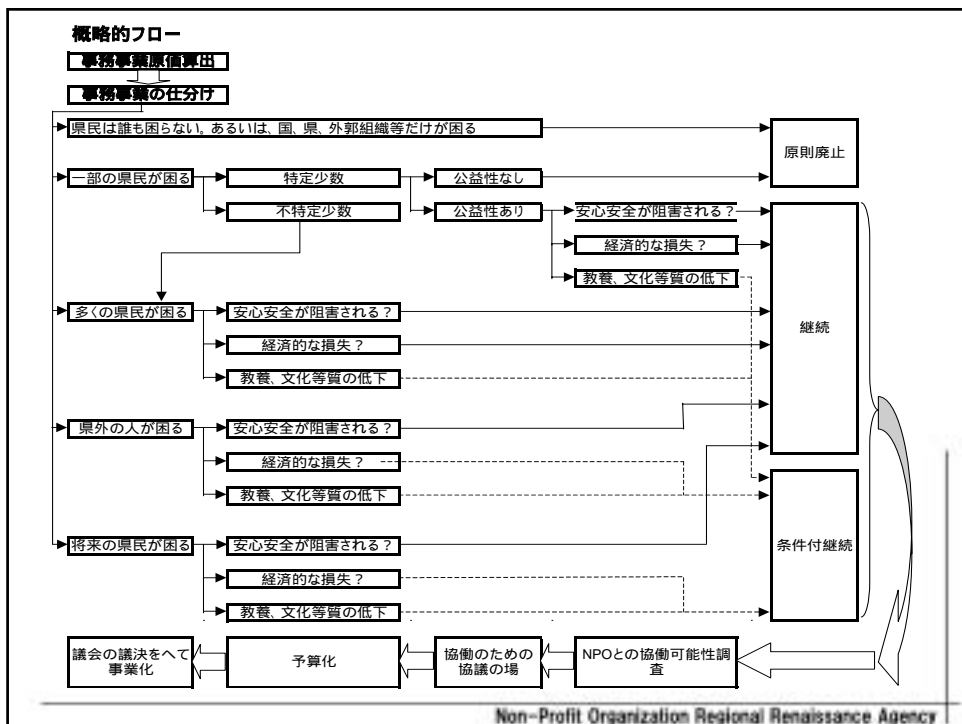 概略的フロー
事務事業原価算出
事務事業の仕分け
県民は誰も困らない。あるいは、国、県、外郭組織等だけが困る
原則廃止
一部の県民が困る
特定少数
公益性なし
不特定少数
公益性あり
安心安全が阻害される？
経済的な損失？
教養、文化等質の低下
継続
多くの県民が困る
安心安全が阻害される？
経済的な損失？
教養、文化等質の低下
県外の人が困る
安心安全が阻害される？
経済的な損失？
教養、文化等質の低下
条件付継続
将来の県民が困る
安心安全が阻害される？
経済的な損失？
教養、文化等質の低下
議会の議決をへて
事業化
予算化
協働のための
協議の場
NPOとの協働可能性調
査
Non-Profit Organization Regional Renaissance Agency